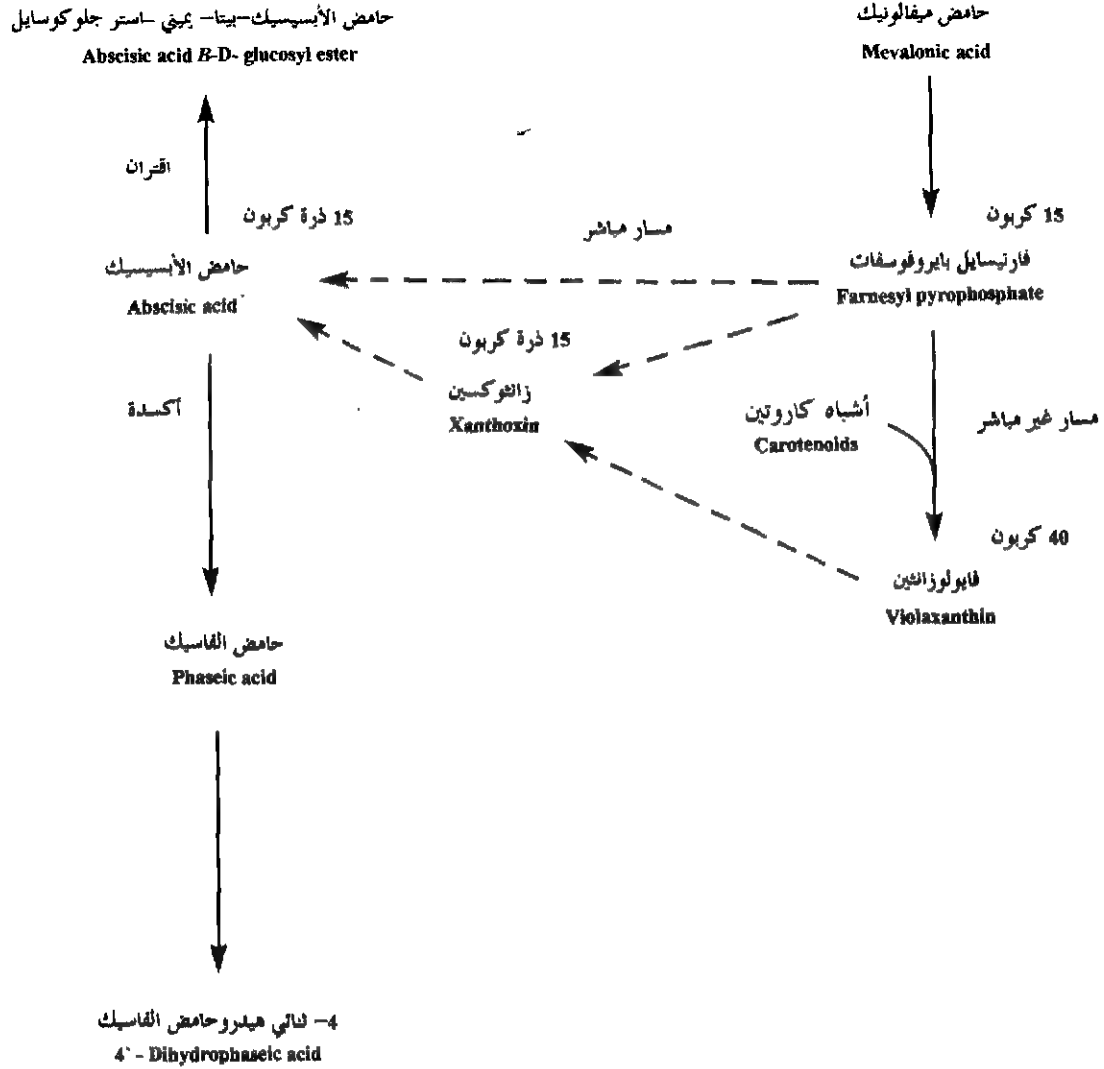 حامض الأبسيسيك–بيتا– يميني –استر جلوكوسايل
Abscisic acid B-D- glucosyl ester
حامض ميفالونيك
Mevalonic acid
اقتران
15 ذرة كربون
مسار مباشر
15 كربون
حامض الأبسيسيك
Abscisic acid
فارنيسايل بايروفوسفات
Farnesyl pyrophosphate
15 ذرة كربون
زانثوكسين
Xanthoxin
أكسدة
أشباه كاروتين
Carotenoids
مسار غير مباشر
40 كربون
فايولوزانثين
Violaxanthin
حامض الفاسيك
Phaseic acid
4– ثنائي هيدروحامض الفاسيك
4` - Dihydrophaseic acid